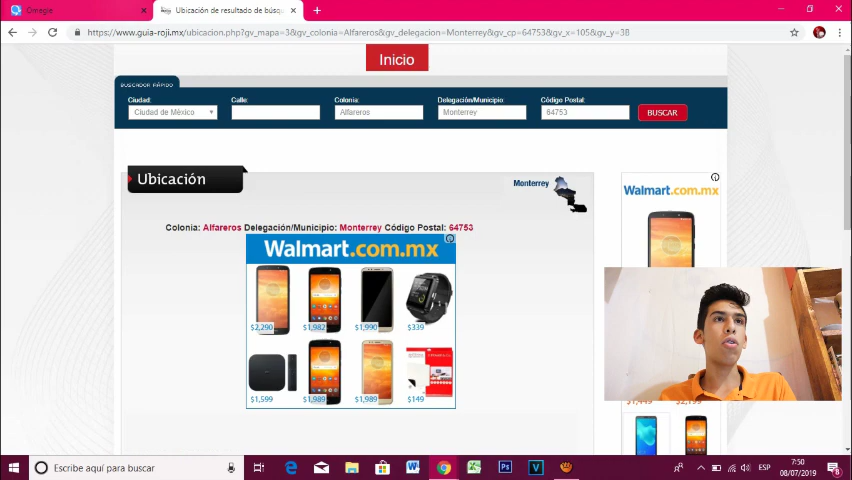 Omegle
Ubicación de resultado de búsq
https://www.guia-roji.mx/ubicacion.php?gv_mapa=3&gv_colonia=Alfareros&gv_delegacion=Monterrey&gv_cp=64753&gv_x=105&gv_y=38
Inicio
BUSCADOR RÁPIDO
Ciudad: Calle: Colonia: Delegación/Municipio: Código Postal:
Ciudad de México Alfareros Monterrey 64753 BUSCAR
Ubicación
Monterrey
Colonia: Alfareros Delegación/Municipio: Monterrey Código Postal: 64753
Walmart.com.mx
$2,290 $1,982 $1,990 $339
$1,599 $1,989 $1,989 $149
Walmart.com.mx
Escribe aquí para buscar
ESP
7:50
08/07/2019
8